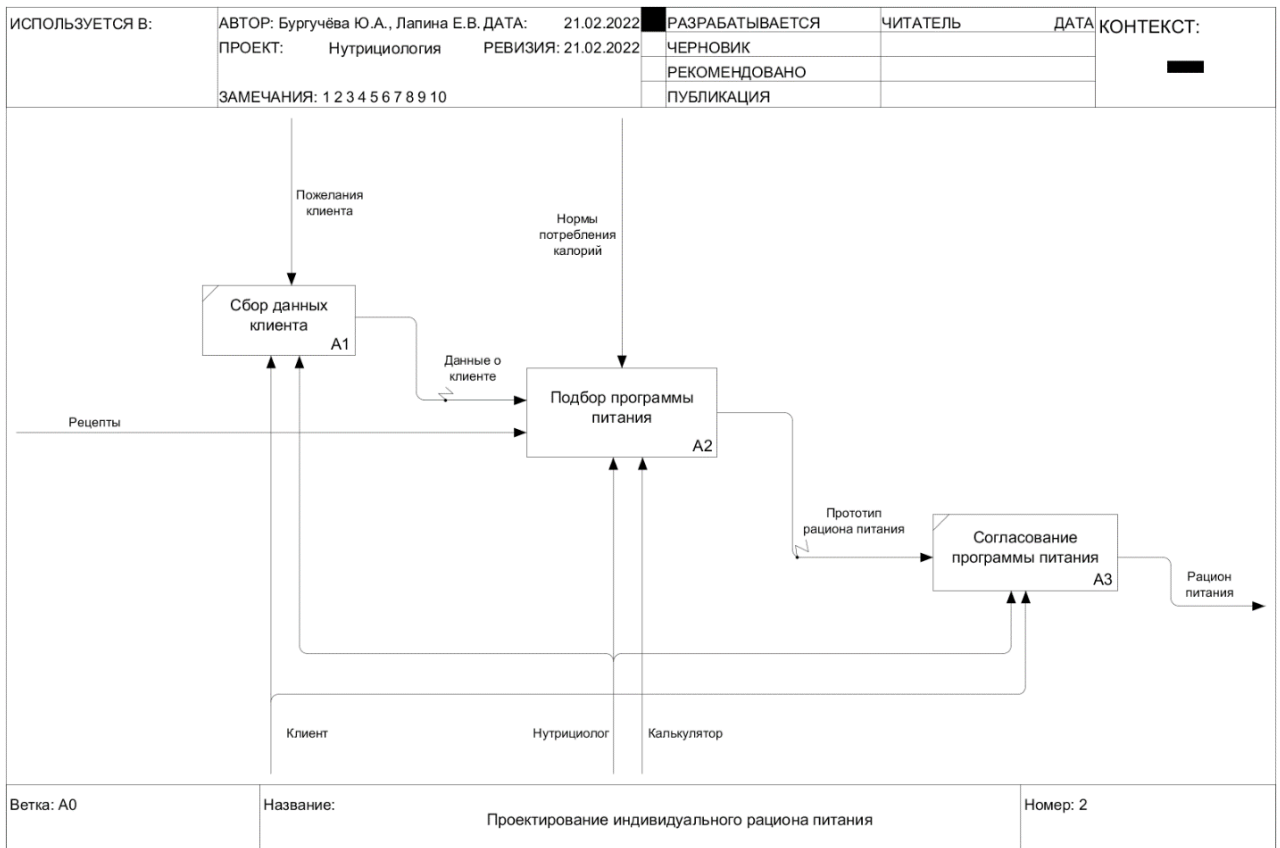 ИСПОЛЬЗУЕТСЯ В:
АВТОР: Бургучёва Ю.А., Лапина Е.В. ДАТА: 21.02.2022
ПРОЕКТ: Нутрициология РЕВИЗИЯ: 21.02.2022
ЗАМЕЧАНИЯ: 1 2 3 4 5 6 7 8 9 10
РАЗРАБАТЫВАЕТСЯ
ЧЕРНОВИК
РЕКОМЕНДОВАНО
ПУБЛИКАЦИЯ
ЧИТАТЕЛЬ ДАТА
КОНТЕКСТ:
Пожелания
клиента
Нормы
потребления
калорий
Сбор данных
клиента
A1
Данные о
клиенте
Рецепты
Подбор программы
питания
A2
Прототип
рациона питания
Согласование
программы питания
A3
Рацион
питания
Клиент
Нутрициолог
Калькулятор
Ветка: A0
Название:
Проектирование индивидуального рациона питания
Номер: 2